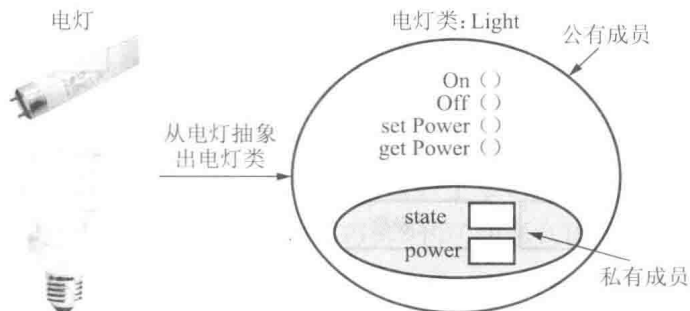 电灯
电灯类: Light
公有成员
On（）
Off（）
set Power（）
get Power（）
从电灯抽象
出电灯类
state
power
私有成员